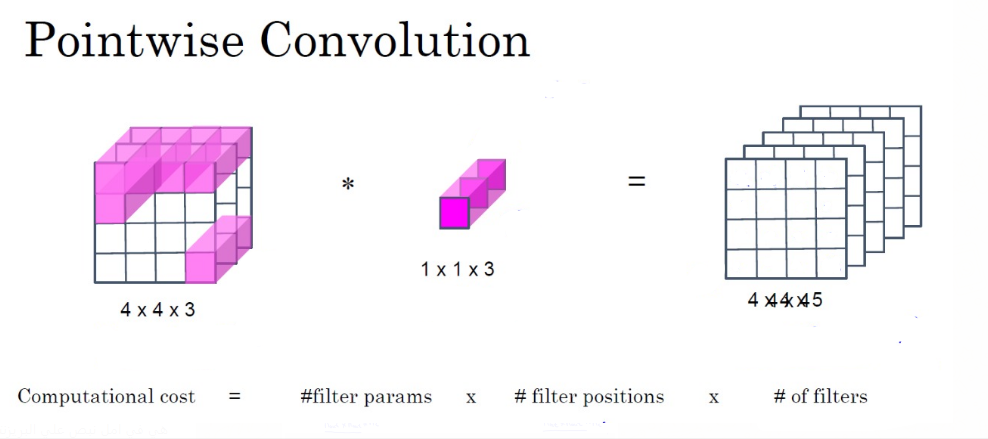 Pointwise Convolution
*
=
1 x 1 x 3
4 x 4 x 3
Computational cost = #filter params x # filter positions x # of filters